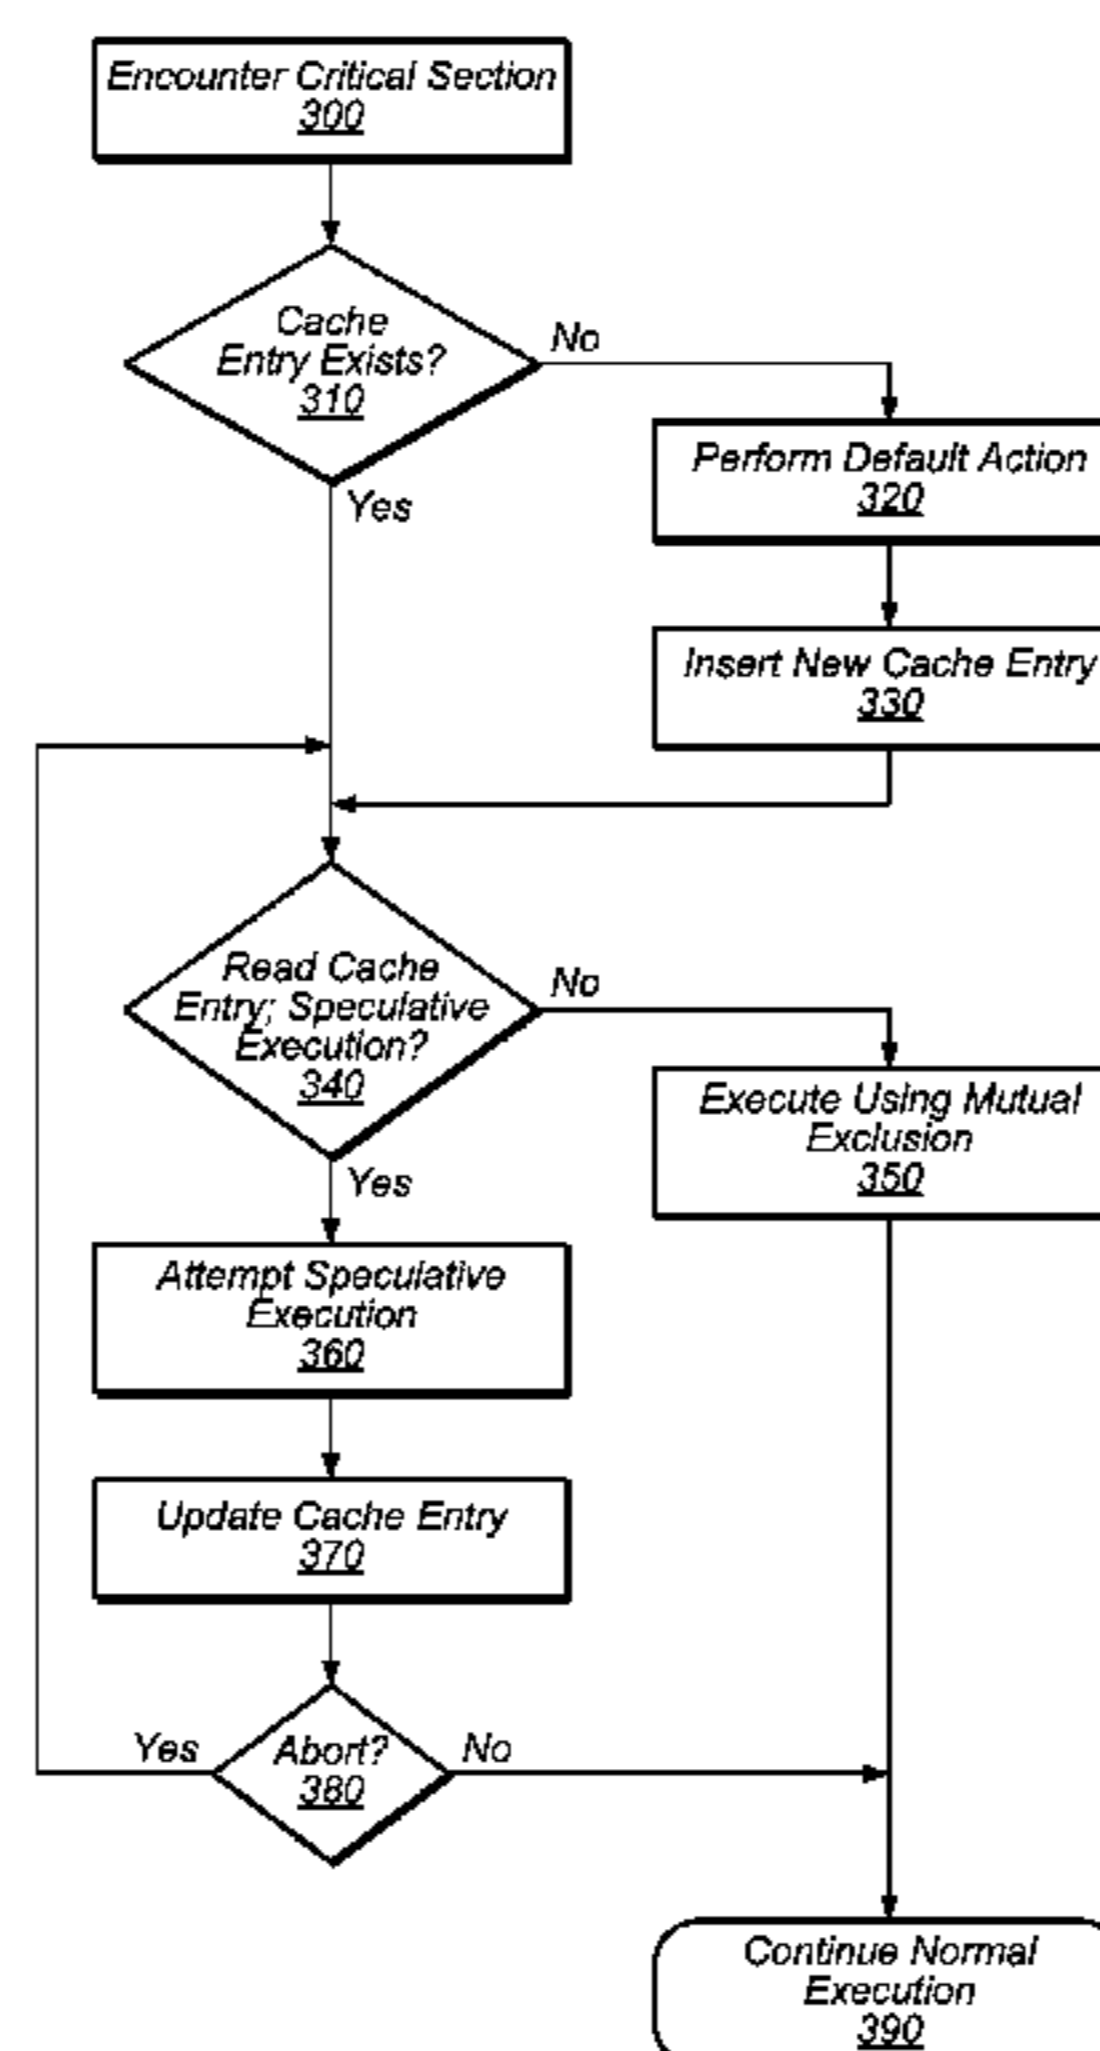 Encounter Critical Section
300
Cache
Entry Exists?
310
No
Yes
Perform Default Action
320
Insert New Cache Entry
330
Read Cache
Entry; Speculative
Execution?
340
No
Yes
Execute Using Mutual
Exclusion
350
Attempt Speculative
Execution
360
Update Cache Entry
370
Yes
Abort?
380
No
Continue Normal
Execution
390